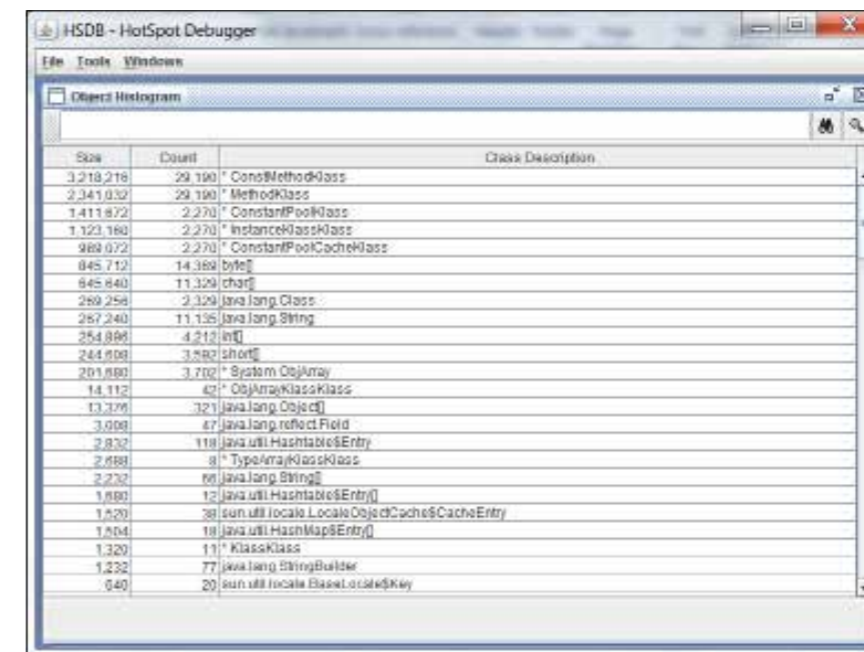 HSDB - HotSpot Debugger
File Tools Windows
Object Histogram
Size Count Class Description
3,218,216 29,190 * ConstMethodKlass
2,341,032 29,190 * MethodKlass
1,411,672 2,270 * ConstantPoolKlass
1,123,160 2,270 * InstanceKlassKlass
989,072 2,270 * ConstantPoolCacheKlass
845,712 14,369 byte[]
645,640 11,329 char[]
269,256 2,329 java.lang.Class
267,240 11,135 java.lang.String
254,896 4,212 int[]
244,608 3,592 short[]
201,680 3,702 * System ObjArray
14,112 42 * ObjArrayKlassKlass
13,376 321 java.lang.Object[]
3,008 47 java.lang.reflect.Field
2,832 118 java.util.Hashtable$Entry
2,688 8 * TypeArrayKlassKlass
2,232 66 java.lang.String[]
1,680 12 java.util.Hashtable$Entry[]
1,520 38 sun.util.locale.LocaleObjectCache$CacheEntry
1,504 18 java.util.HashMap$Entry[]
1,320 11 * KlassKlass
1,232 77 java.lang.StringBuilder
640 20 sun.util.locale.BaseLocale$Key